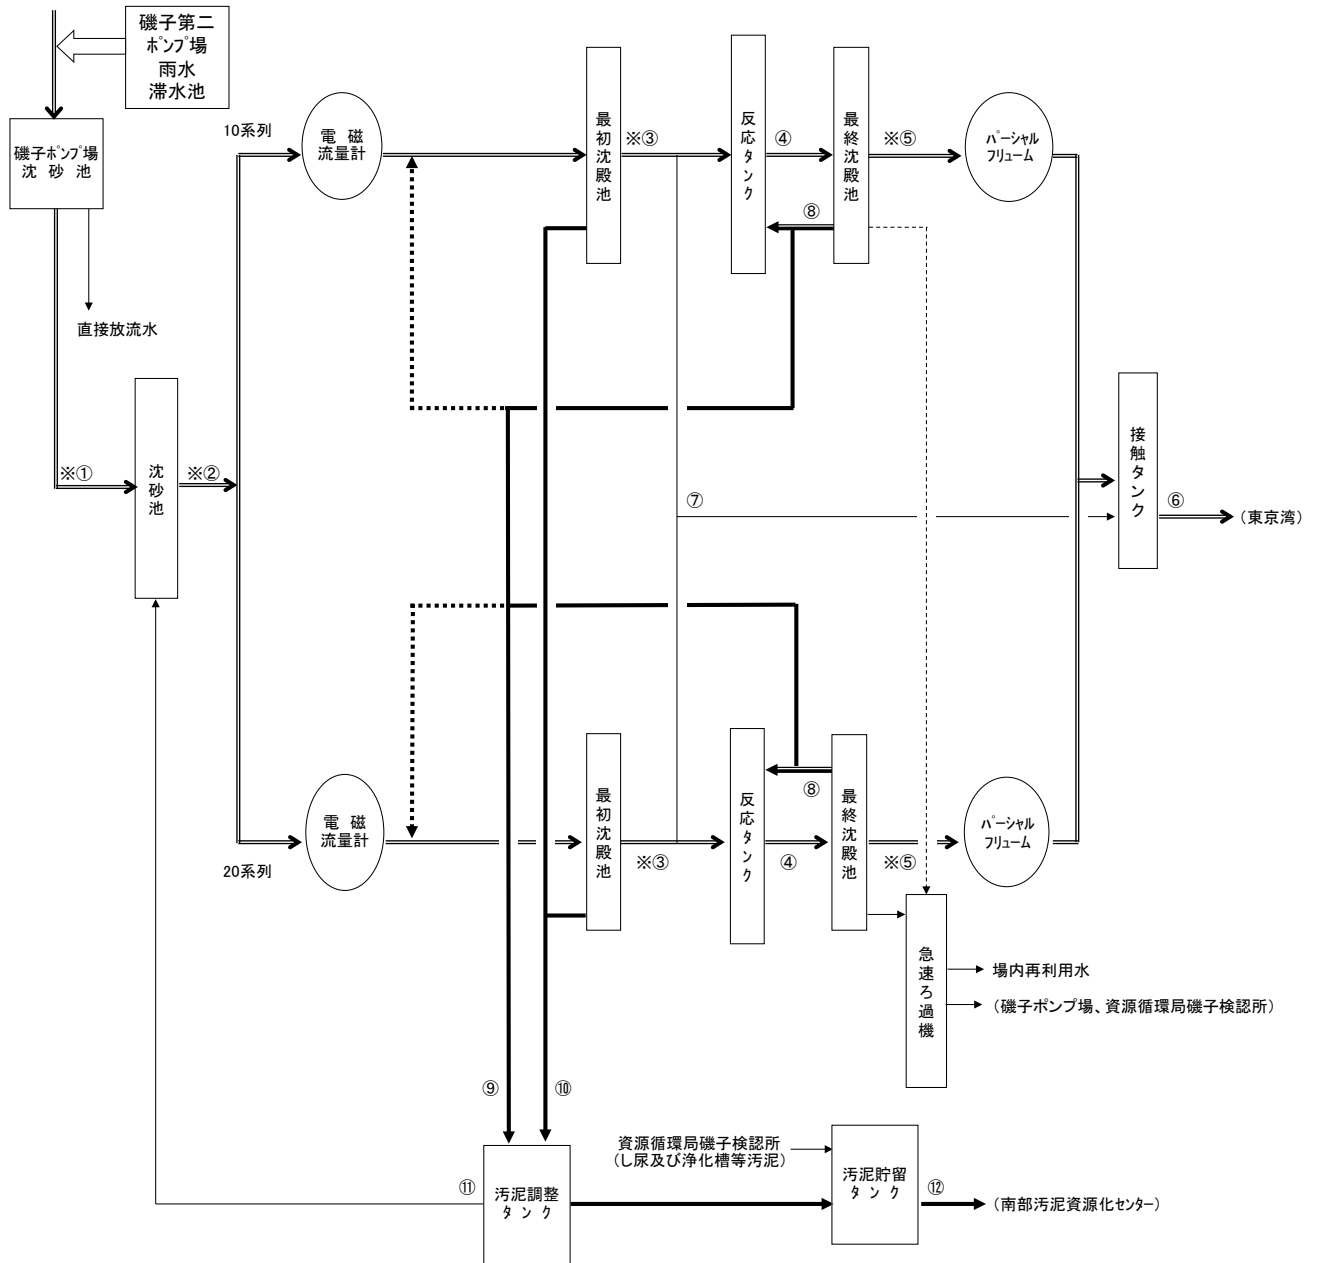 磯子第二
ポンプ場
雨水
滞水池
磯子ポンプ場
沈砂池
直接放流水
※①
沈砂池
※②
10系列
電磁
流量計
最初沈殿池
※③
反応タンク
④
最終沈殿池
※⑤
パーシャル
フリューム
⑧
⑦
接触タンク
⑥
(東京湾)
20系列
電磁
流量計
最初沈殿池
※③
反応タンク
④
⑧
最終沈殿池
※⑤
パーシャル
フリューム
急速ろ過機
場内再利用水
(磯子ポンプ場、資源循環局磯子検認所)
⑨
⑩
⑪
汚泥調整
タンク
資源循環局磯子検認所
(し尿及び浄化槽等汚泥)
汚泥貯留
タンク
⑫
(南部汚泥資源化センター)